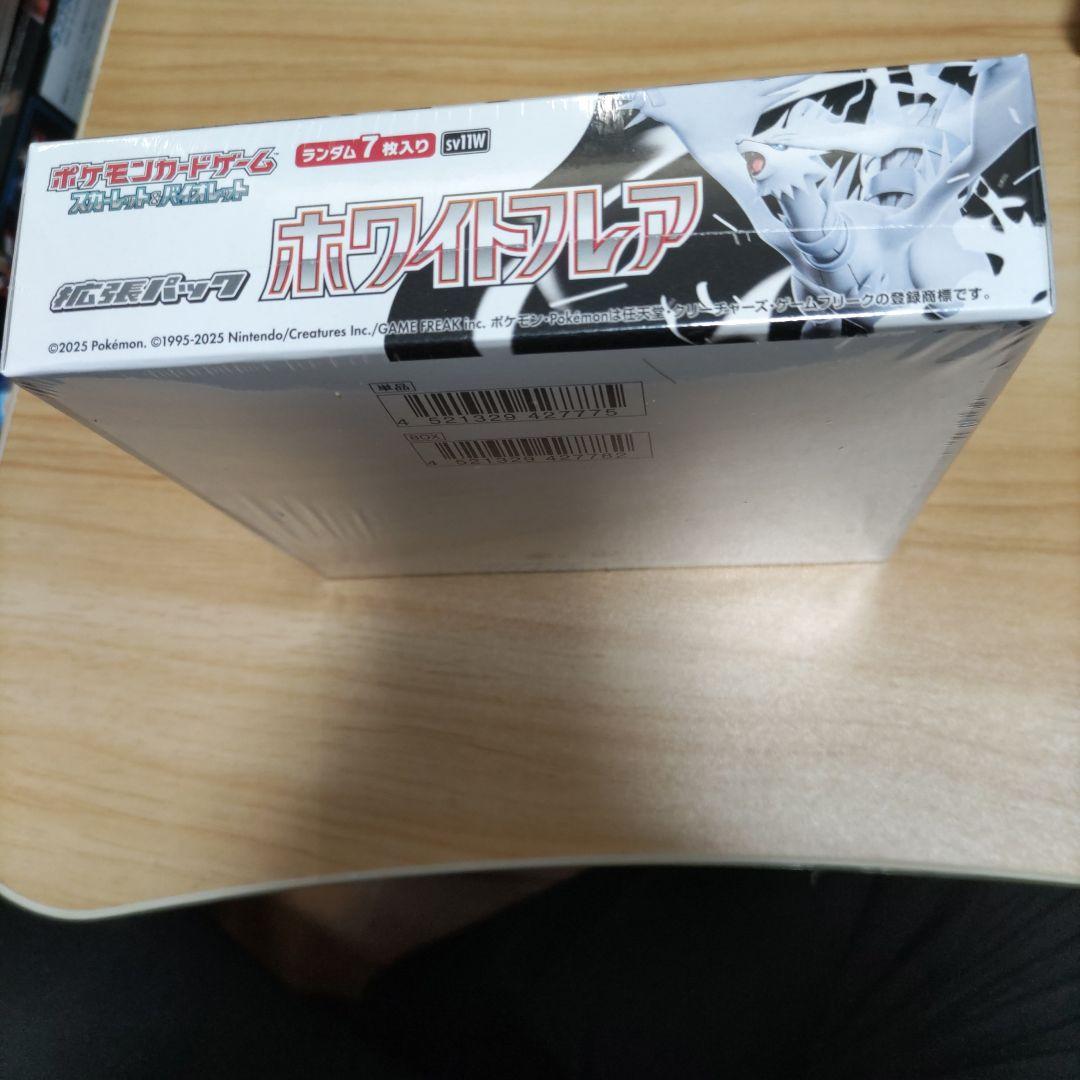 ポケモンカードゲーム
スカーレット&バイオレット
ランダム7枚入り
sv11W
拡張パック
ホワイトフレア
©2025 Pokémon. ©1995-2025 Nintendo/Creatures Inc./GAME FREAK inc. ポケモン・Pokémonは任天堂・クリーチャーズ・ゲームフリークの登録商標です。
単品
4 521329 427775
BOX
4 521329 427782